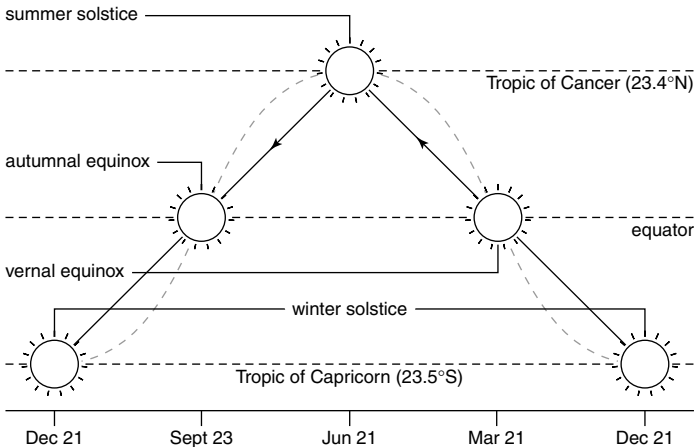 summer solstice
Tropic of Cancer (23.4°N)
autumnal equinox
equator
vernal equinox
winter solstice
Tropic of Capricorn (23.5°S)
Dec 21 Sept 23 Jun 21 Mar 21 Dec 21